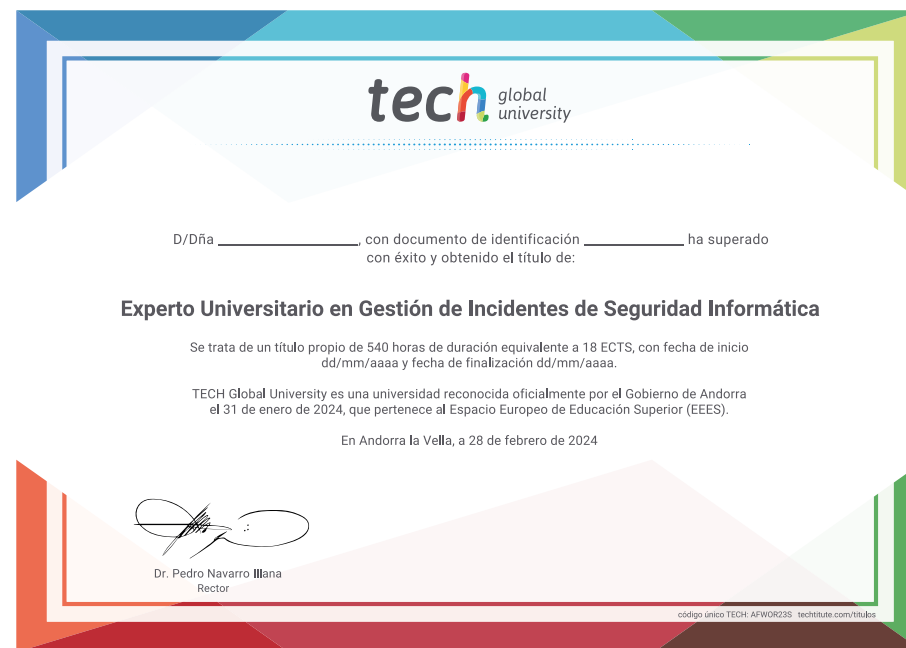 tech global university
D/Dña ______________, con documento de identificación __________ ha superado
con éxito y obtenido el título de:
Experto Universitario en Gestión de Incidentes de Seguridad Informática
Se trata de un título propio de 540 horas de duración equivalente a 18 ECTS, con fecha de inicio
dd/mm/aaaa y fecha de finalización dd/mm/aaaa.
TECH Global University es una universidad reconocida oficialmente por el Gobierno de Andorra
el 31 de enero de 2024, que pertenece al Espacio Europeo de Educación Superior (EEES).
En Andorra la Vella, a 28 de febrero de 2024
Dr. Pedro Navarro Illana
Rector
código único TECH: AFWOR23S techtitute.com/titulos